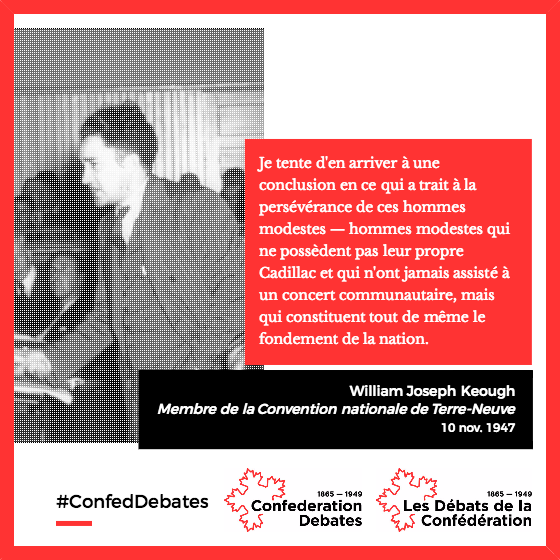 Je tente d'en arriver à une
conclusion en ce qui a trait à la
persévérance de ces hommes
modestes — hommes modestes qui
ne possèdent pas leur propre
Cadillac et qui n'ont jamais assisté à
un concert communautaire, mais
qui constituent tout de même le
fondement de la nation.
William Joseph Keough
Membre de la Convention nationale de Terre-Neuve
10 nov. 1947
#ConfedDebates
1865 — 1949
Confederation
Debates
1865 — 1949
Les Débats de la
Confédération